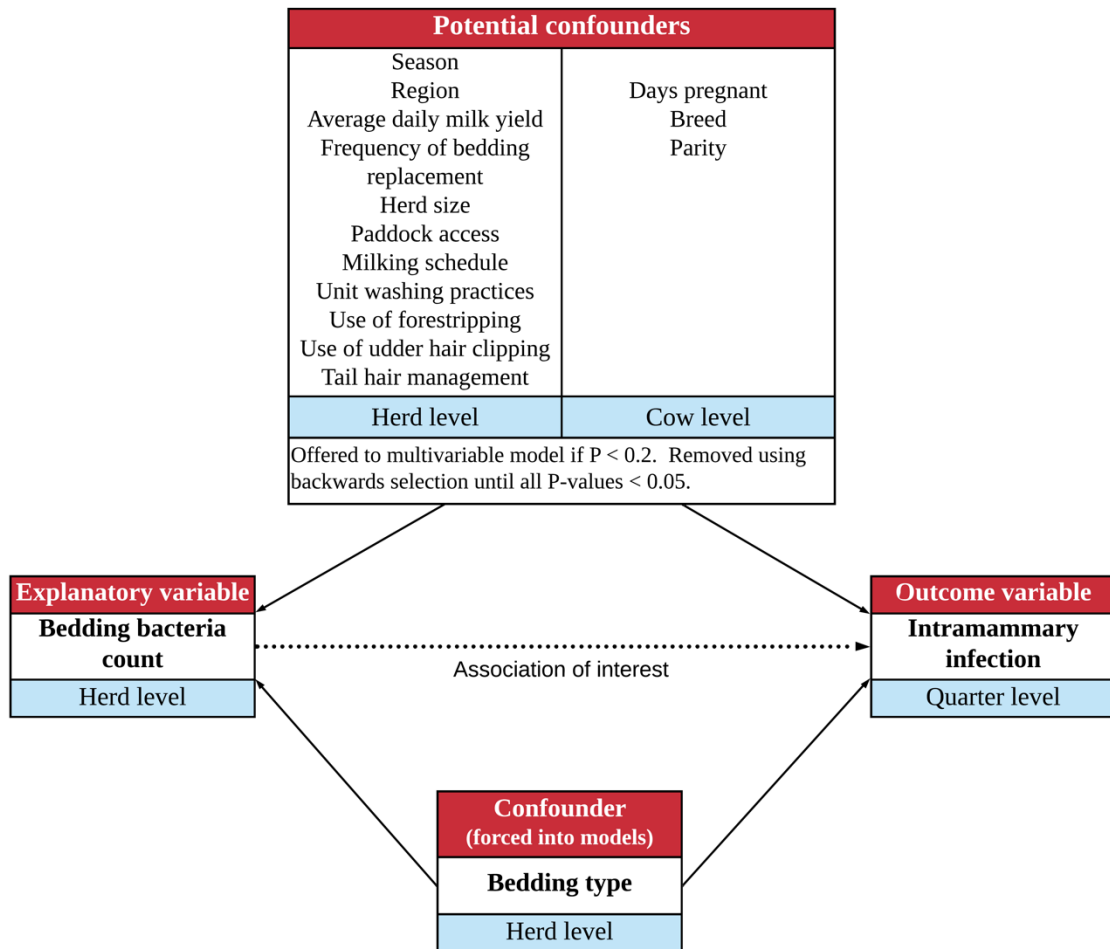 Potential confounders
Season
Region
Average daily milk yield
Frequency of bedding
replacement
Herd size
Paddock access
Milking schedule
Unit washing practices
Use of forestripping
Use of udder hair clipping
Tail hair management
Days pregnant
Breed
Parity
Herd level
Cow level
Offered to multivariable model if P < 0.2.  Removed using
backwards selection until all P-values < 0.05.
Explanatory variable
Bedding bacteria
count
Herd level
Association of interest
Outcome variable
Intramammary
infection
Quarter level
Confounder
(forced into models)
Bedding type
Herd level